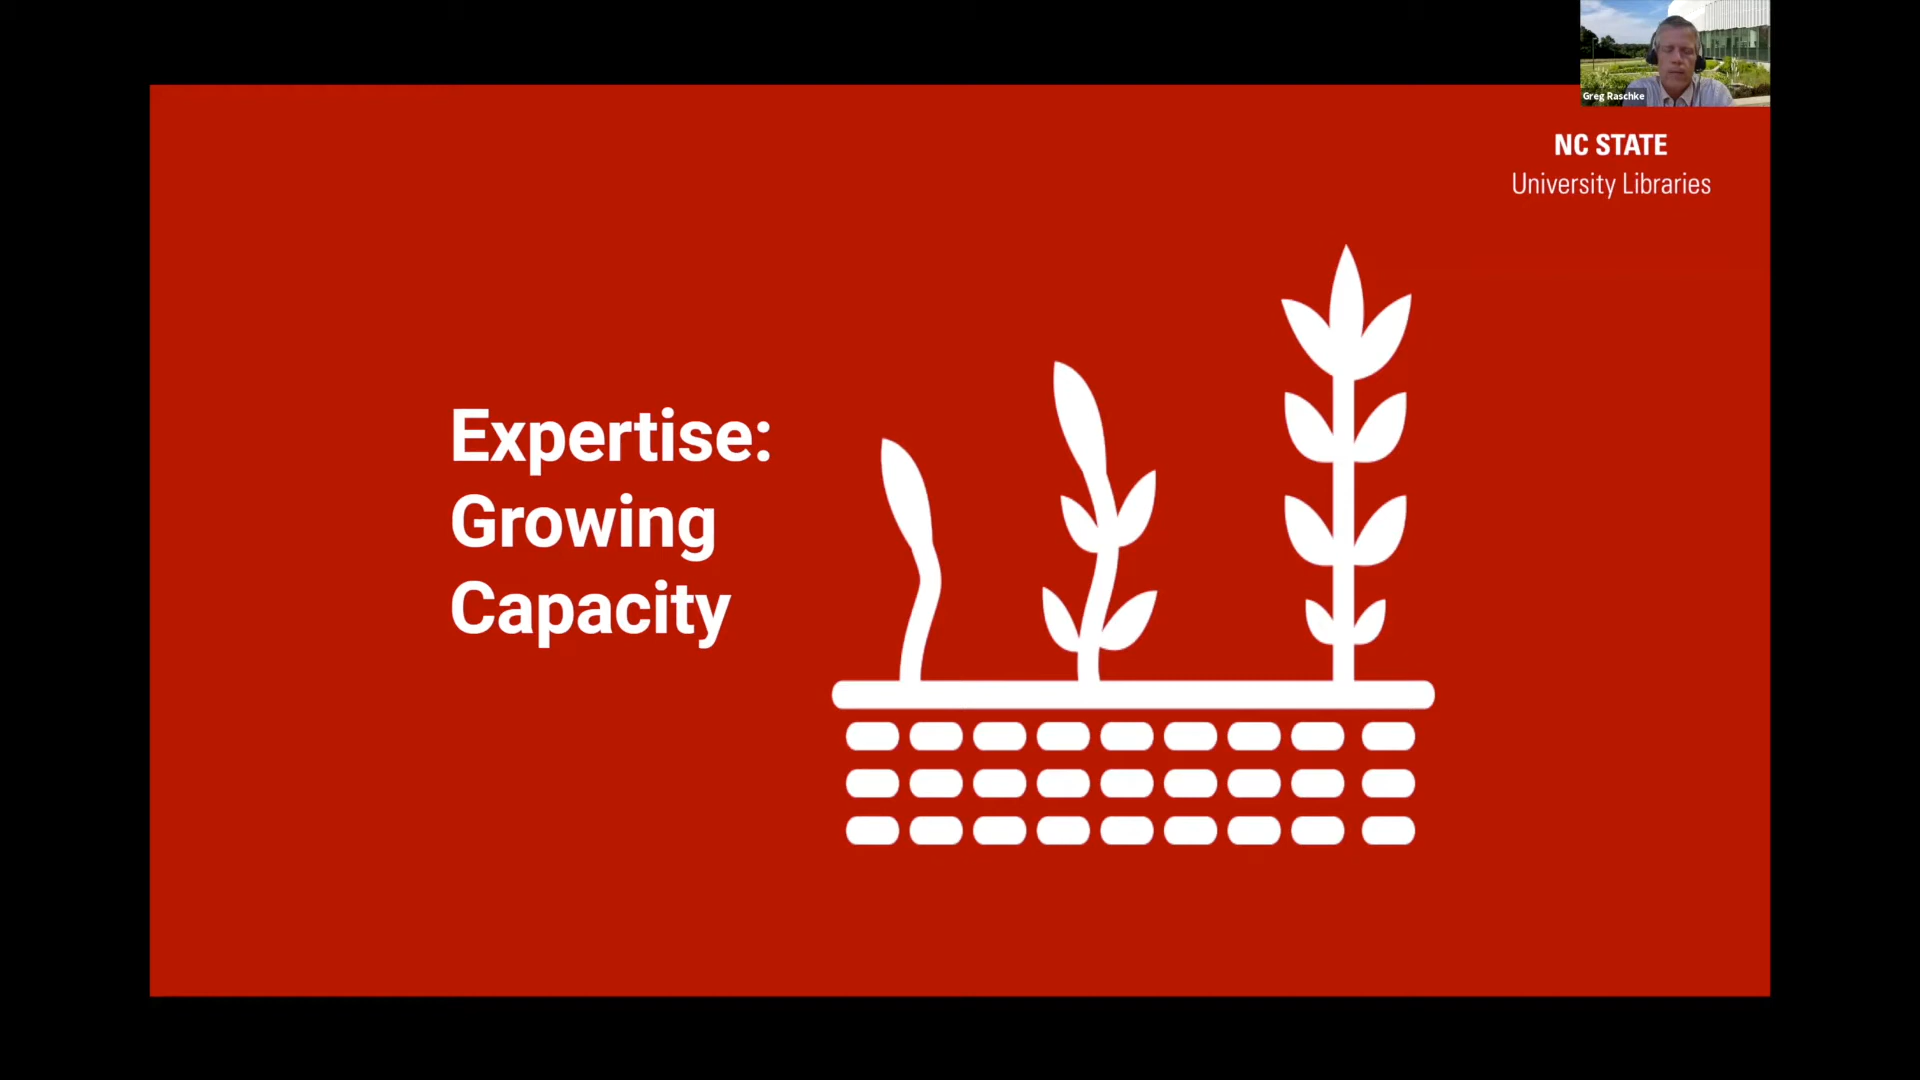 Greg Raschke
NC STATE
University Libraries
Expertise:
Growing
Capacity